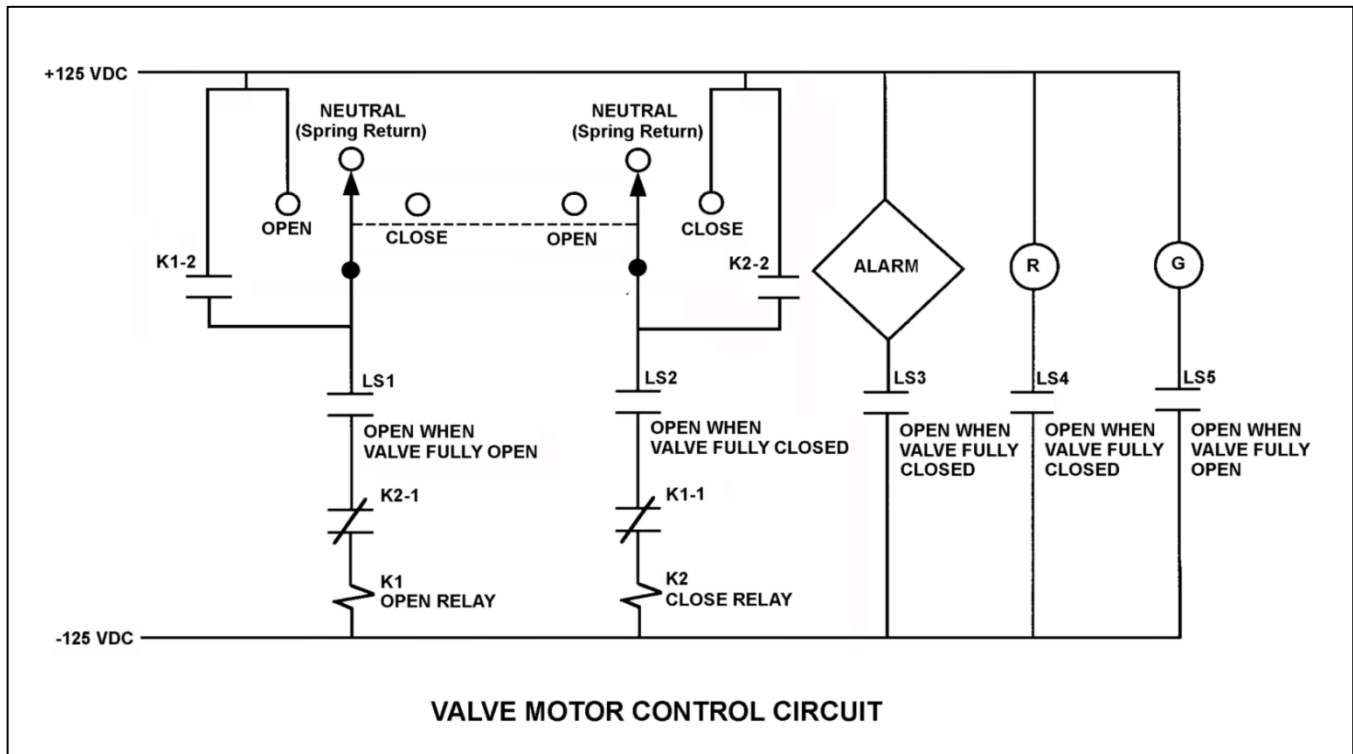 +125 VDC
NEUTRAL
(Spring Return)
NEUTRAL
(Spring Return)
OPEN
CLOSE
OPEN
CLOSE
K1-2
K2-2
ALARM
R
G
LS1
OPEN WHEN
VALVE FULLY OPEN
LS2
OPEN WHEN
VALVE FULLY CLOSED
LS3
OPEN WHEN
VALVE FULLY
CLOSED
LS4
OPEN WHEN
VALVE FULLY
CLOSED
LS5
OPEN WHEN
VALVE FULLY
OPEN
K2-1
K1-1
K1
OPEN RELAY
K2
CLOSE RELAY
-125 VDC
VALVE MOTOR CONTROL CIRCUIT